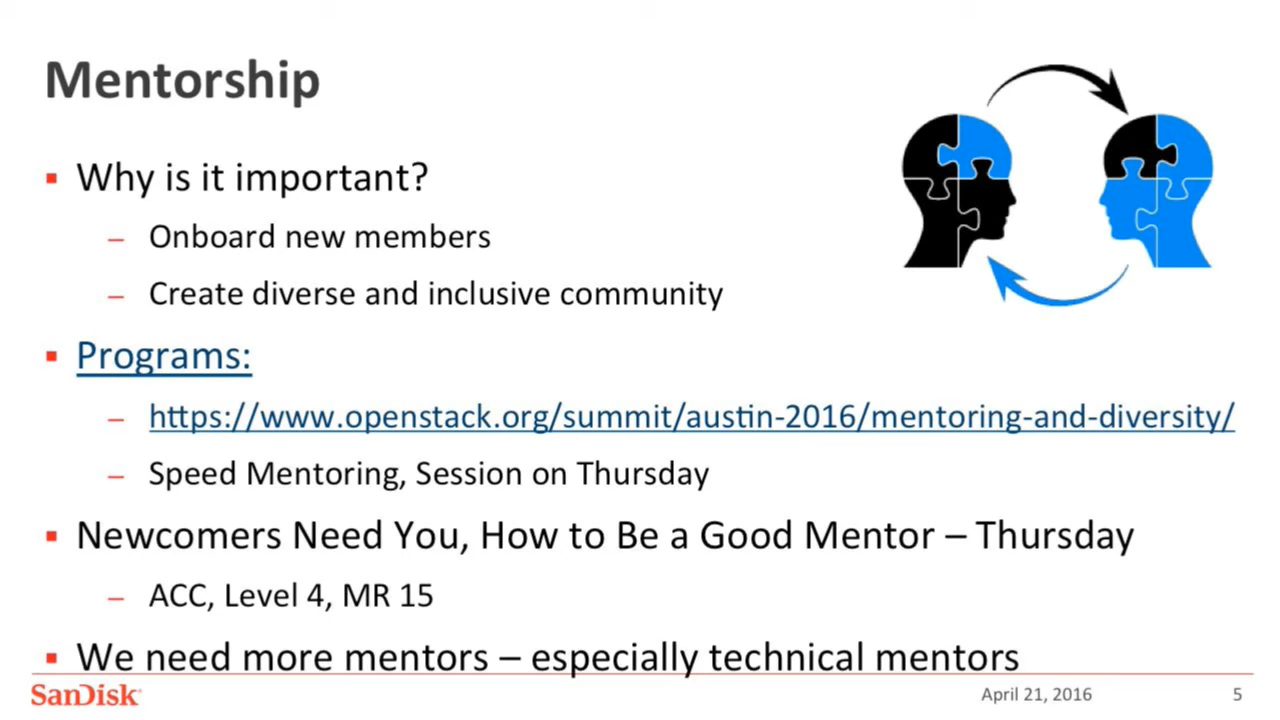 Mentorship
Why is it important?
– Onboard new members
– Create diverse and inclusive community
Programs:
– https://www.openstack.org/summit/austin-2016/mentoring-and-diversity/
– Speed Mentoring, Session on Thursday
Newcomers Need You, How to Be a Good Mentor – Thursday
– ACC, Level 4, MR 15
We need more mentors – especially technical mentors
SanDisk
April 21, 2016
5